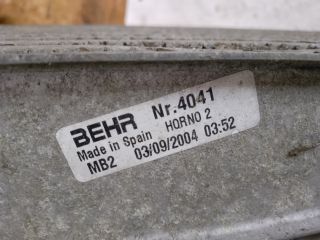 BEHR Nr.4041
Made in Spain HORNO 2
MB2 03/09/2004 03:52